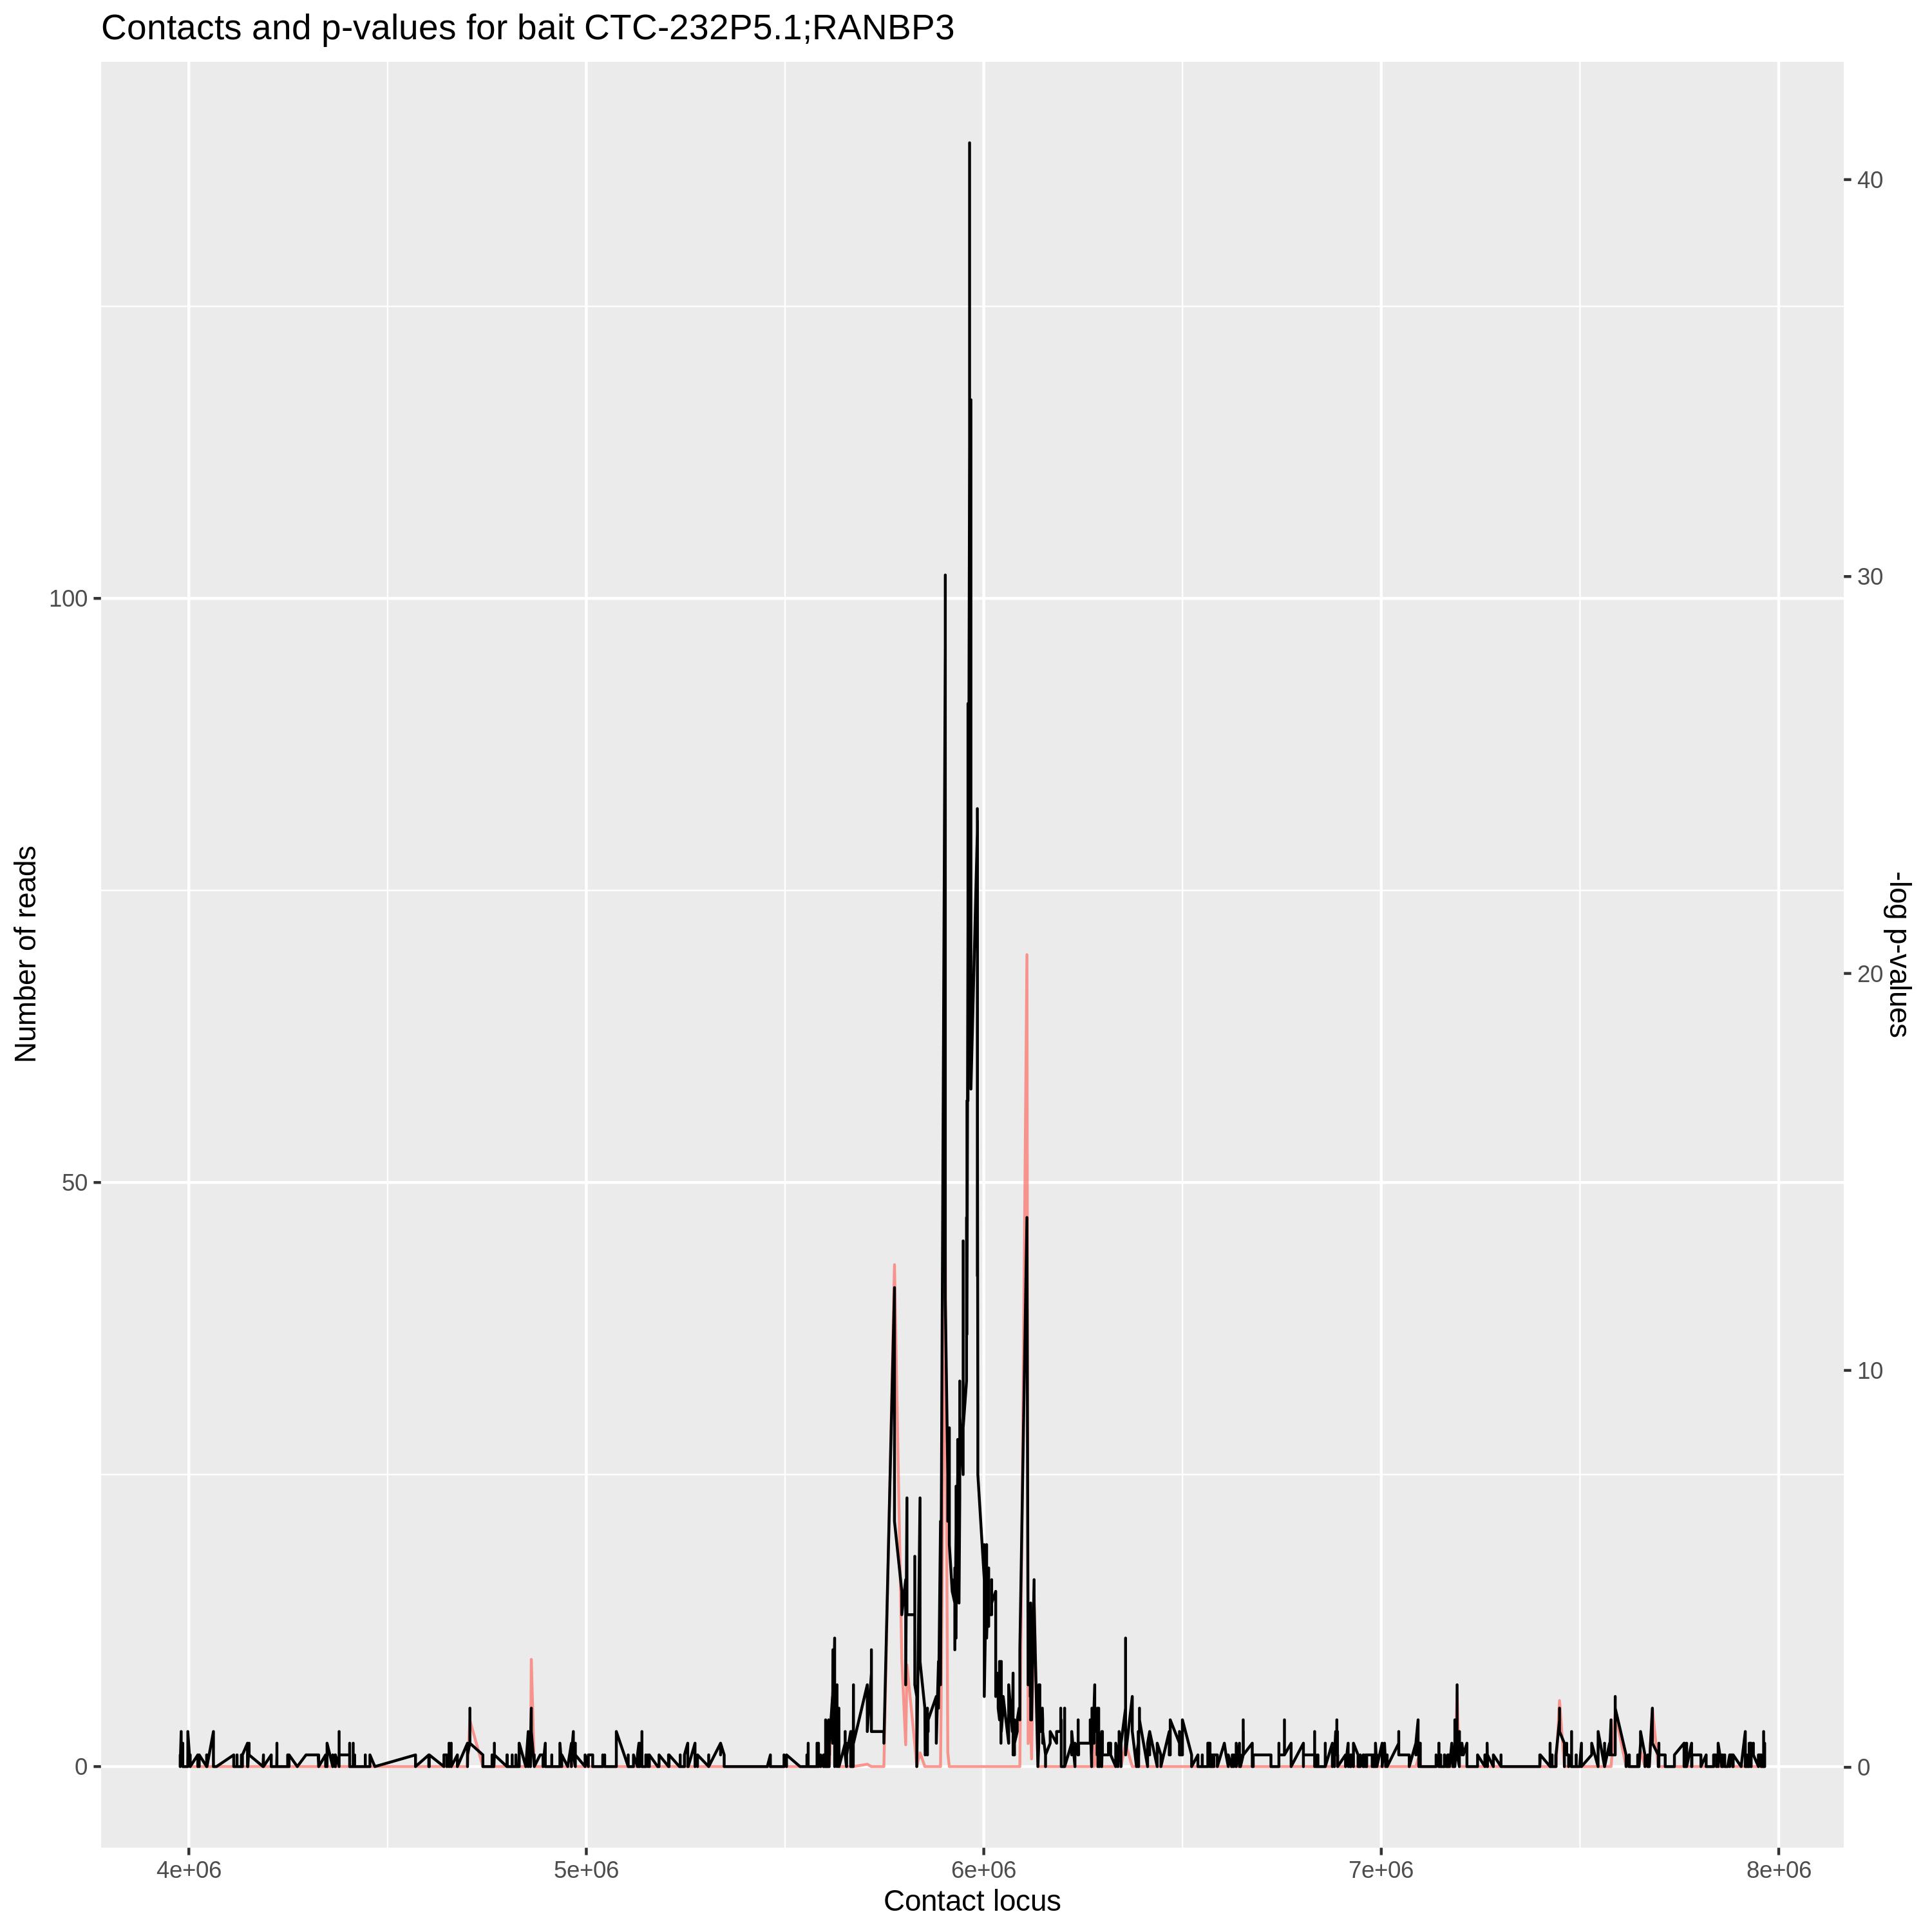 Contacts and p-values for bait CTC-232P5.1;RANBP3
Number of reads
100
50
0
40
30
20
10
0
-log p-values
4e+06
5e+06
6e+06
7e+06
8e+06
Contact locus